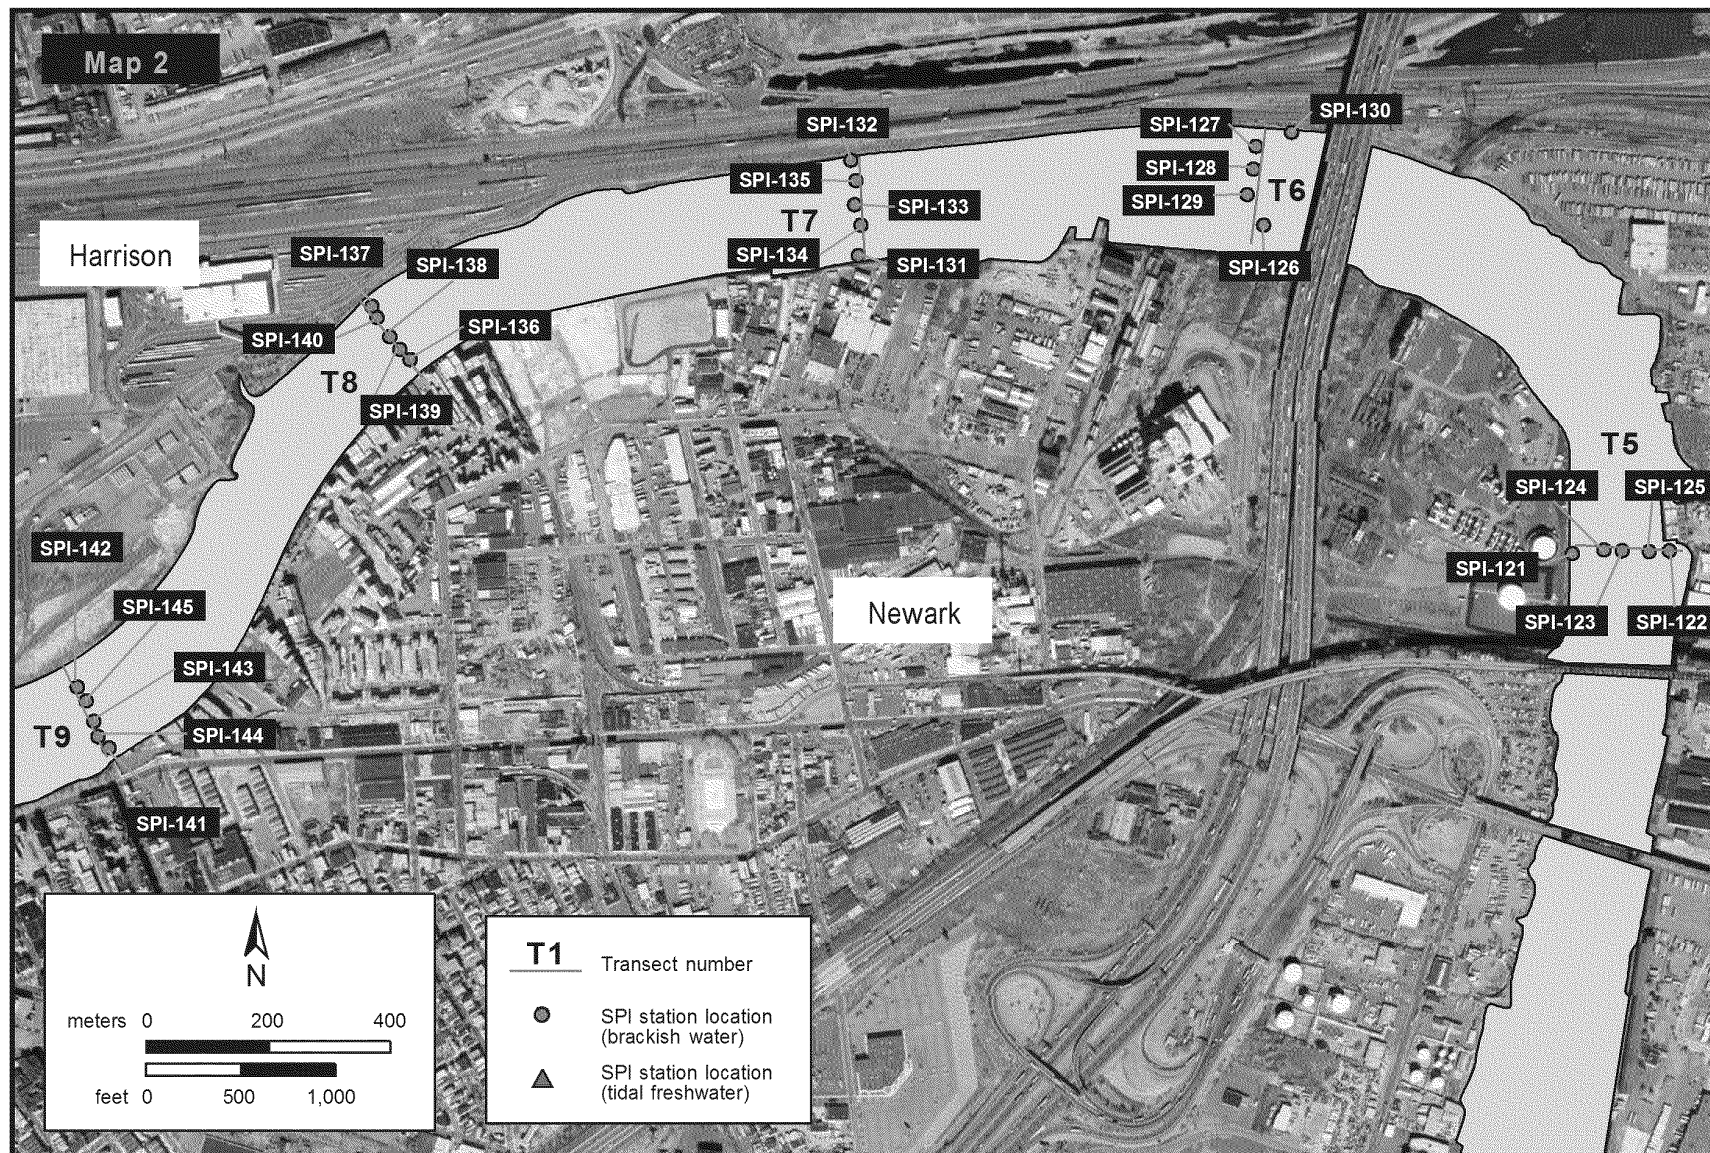 Map 2
SPI-130
SPI-132
SPI-127
SPI-128
SPI-135
T6
SPI-129
SPI-133
T7
Harrison
SPI-137
SPI-138
SPI-134
SPI-131
SPI-126
SPI-136
SPI-140
T8
SPI-139
T5
SPI-124
SPI-125
SPI-142
SPI-121
SPI-145
Newark
SPI-123
SPI-122
SPI-143
T9
SPI-144
SPI-141
N
meters 0 200 400
feet 0 500 1,000
T1 Transect number
SPI station location
(brackish water)
SPI station location
(tidal freshwater)